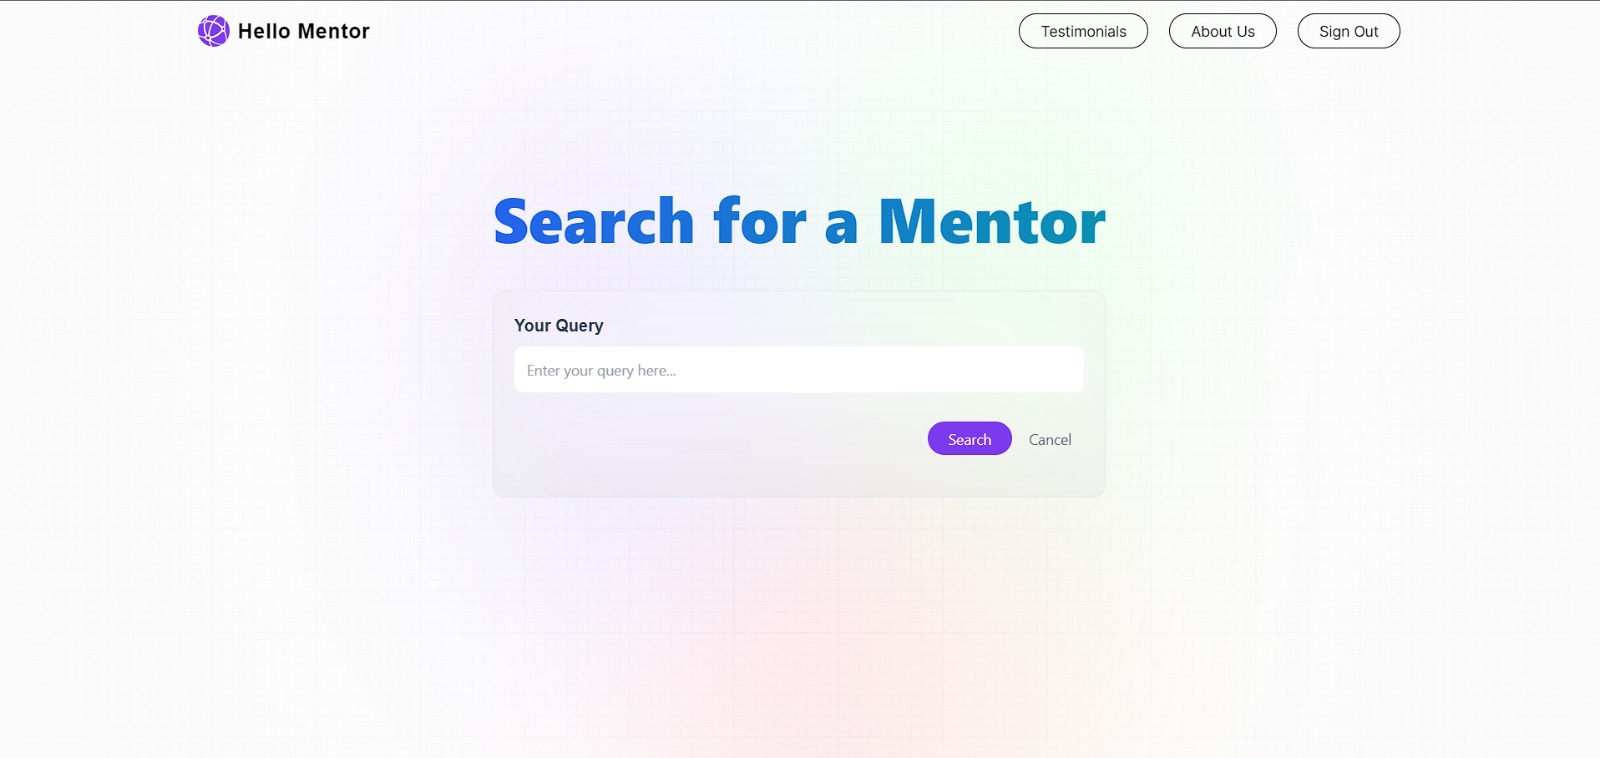 Hello Mentor
Testimonials
About Us
Sign Out
Search for a Mentor
Your Query
Enter your query here...
Search
Cancel